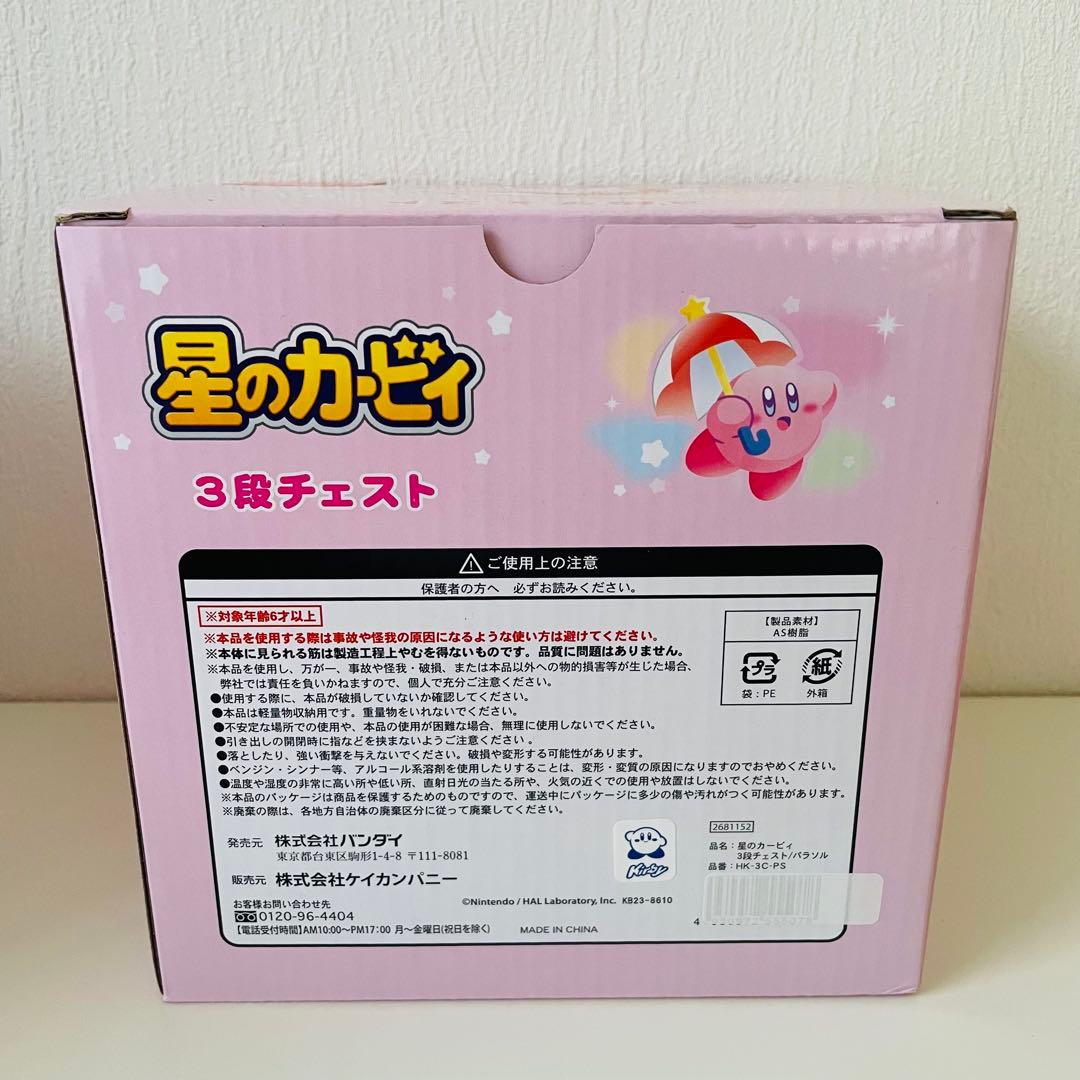 星のカービィ
3段チェスト
⚠ご使用上の注意
保護者の方へ 必ずお読みください。
※対象年齢6才以上
※本品を使用する際は事故や怪我の原因になるような使い方は避けてください。
※本体に見られる筋は製造工程上やむを得ないものです。品質に問題はありません。
※本品を使用し、万が一、事故や怪我・破損、または本品以外への物的損害等が生じた場合、
弊社では責任を負いかねますので、個人で充分ご注意ください。
●使用する際に、本品が破損していないか確認してください。
●本品は軽量物収納用です。重量物をいれないでください。
●不安定な場所での使用や、本品の使用が困難な場合、無理に使用しないでください。
●引き出しの開閉時に指などを挟まないようご注意ください。
●落としたり、強い衝撃を与えないでください。破損や変形する可能性があります。
●ベンジン・シンナー等、アルコール系溶剤を使用したりすることは、変形・変質の原因になりますのでおやめください。
●温度や湿度の非常に高い所や低い所、直射日光の当たる所や、火気の近くでの使用や放置はしないでください。
※本品のパッケージは商品を保護するためのものですので、運送中にパッケージに多少の傷や汚れがつく可能性があります。
※廃棄の際は、各地方自治体の廃棄区分に従って廃棄してください。
【製品素材】
AS樹脂
プラ
袋:PE
紙
外箱
発売元 株式会社バンダイ
東京都台東区駒形1-4-8 〒111-8081
販売元 株式会社ケイカンパニー
お客様お問い合わせ先
0120-96-4404
【電話受付時間】AM10:00~PM17:00 月~金曜日(祝日を除く)
Kirby
©Nintendo / HAL Laboratory, Inc. KB23-8610
MADE IN CHINA
2681152
品名:星のカービィ
3段チェスト/パラソル
品番:HK-3C-PS